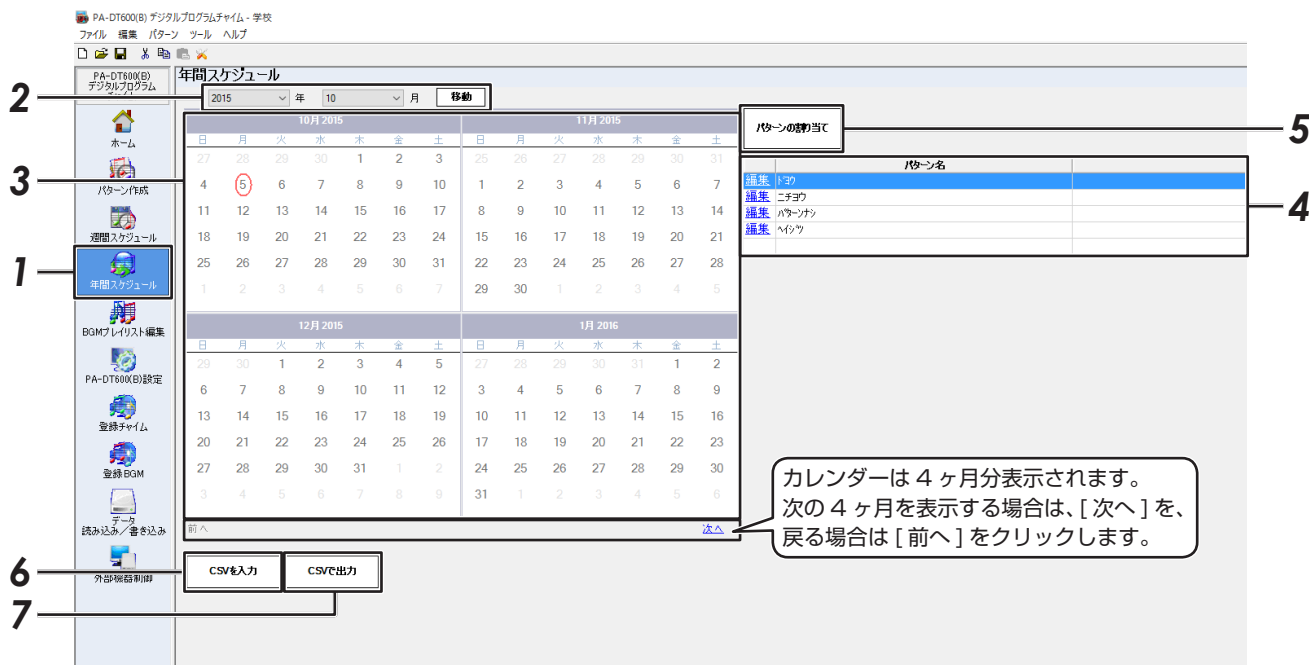 PA-DT600(B) デジタルプログラムチャイム - 学校
ファイル 編集 パターン ツール ヘルプ
PA-DT600(B)
デジタルプログラム
年間スケジュール
2
2015 年 10 月 移動
ホーム
パターン作成
週間スケジュール
1
年間スケジュール
BGMプレイリスト編集
PA-DT600(B)設定
登録チャイム
登録BGM
データ
読み込み/書き込み
外部機器制御
3
10月 2015
日 月 火 水 木 金 土
27 28 29 30 1 2 3
4 5 6 7 8 9 10
11 12 13 14 15 16 17
18 19 20 21 22 23 24
25 26 27 28 29 30 31
1 2 3 4 5 6 7
11月 2015
日 月 火 水 木 金 土
25 26 27 28 29 30 31
1 2 3 4 5 6 7
8 9 10 11 12 13 14
15 16 17 18 19 20 21
22 23 24 25 26 27 28
29 30 1 2 3 4 5
12月 2015
日 月 火 水 木 金 土
29 30 1 2 3 4 5
6 7 8 9 10 11 12
13 14 15 16 17 18 19
20 21 22 23 24 25 26
27 28 29 30 31 1 2
3 4 5 6 7 8 9
1月 2016
日 月 火 水 木 金 土
27 28 29 30 31 1 2
3 4 5 6 7 8 9
10 11 12 13 14 15 16
17 18 19 20 21 22 23
24 25 26 27 28 29 30
31 1 2 3 4 5 6
前へ 次へ
パターンの割り当て
5
パターン名
編集 ﾄﾖｳ
編集 ﾆﾁﾖｳ
編集 ﾊﾟﾀｰﾝﾅｼ
編集 ﾍｲｼﾞﾂ
4
カレンダーは 4 ヶ月分表示されます。
次の 4 ヶ月を表示する場合は、[ 次へ ] を、
戻る場合は [ 前へ ] をクリックします。
6
CSVを入力 CSVで出力
7